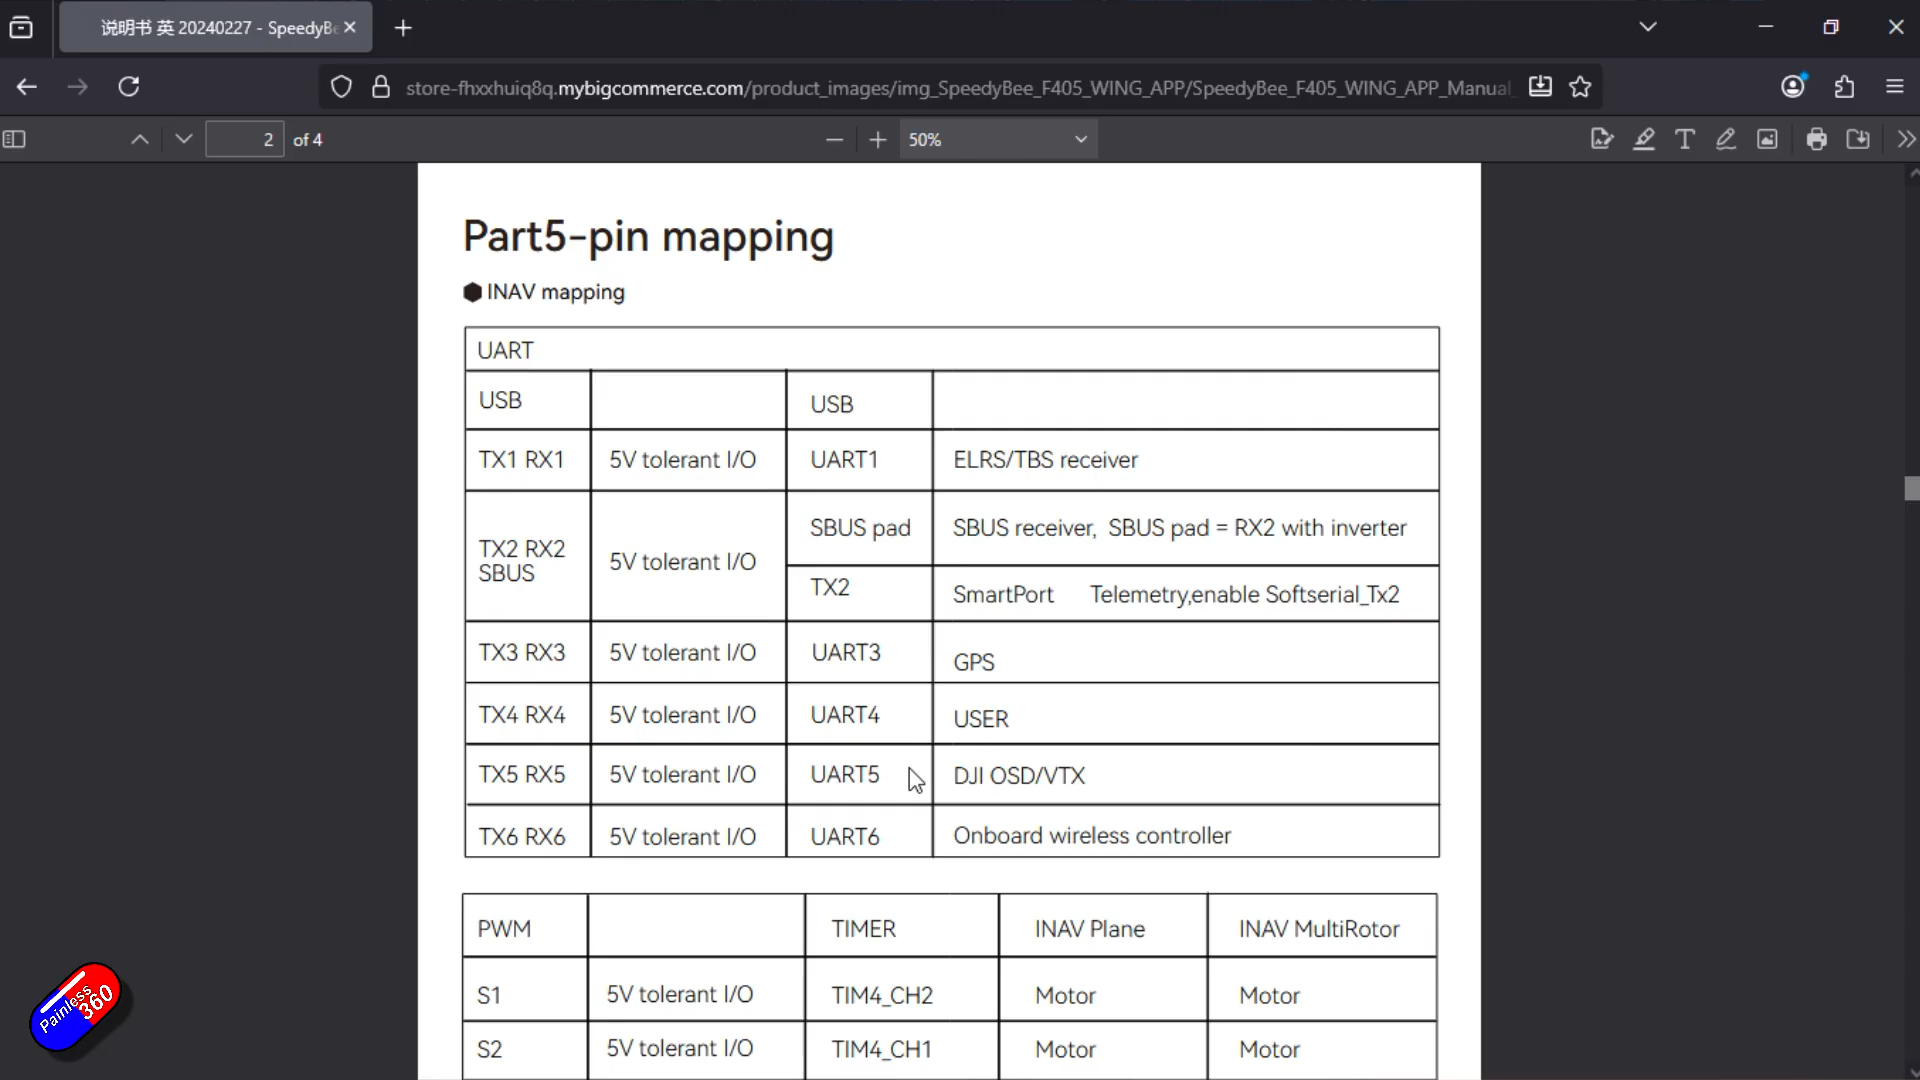 说明书 英 20240227 - SpeedyBe
store-fhxxhuiq8q.mybigcommerce.com/product_images/img_SpeedyBee_F405_WING_APP/SpeedyBee_F405_WING_APP_Manual_
2 of 4
50%
Part5-pin mapping
INAV mapping
UART
USB USB
TX1 RX1 5V tolerant I/O UART1 ELRS/TBS receiver
TX2 RX2
SBUS
5V tolerant I/O
SBUS pad SBUS receiver, SBUS pad = RX2 with inverter
TX2 SmartPort Telemetry,enable Softserial_Tx2
TX3 RX3 5V tolerant I/O UART3 GPS
TX4 RX4 5V tolerant I/O UART4 USER
TX5 RX5 5V tolerant I/O UART5 DJI OSD/VTX
TX6 RX6 5V tolerant I/O UART6 Onboard wireless controller
PWM TIMER INAV Plane INAV MultiRotor
S1 5V tolerant I/O TIM4_CH2 Motor Motor
S2 5V tolerant I/O TIM4_CH1 Motor Motor
Painless
360